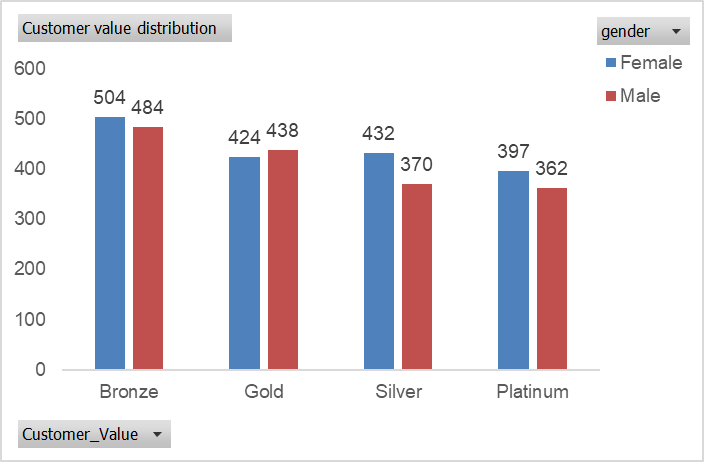 Customer value distribution
gender
Female
Male
600
500
400
300
200
100
0
504
484
424
438
432
370
397
362
Bronze
Gold
Silver
Platinum
Customer_Value